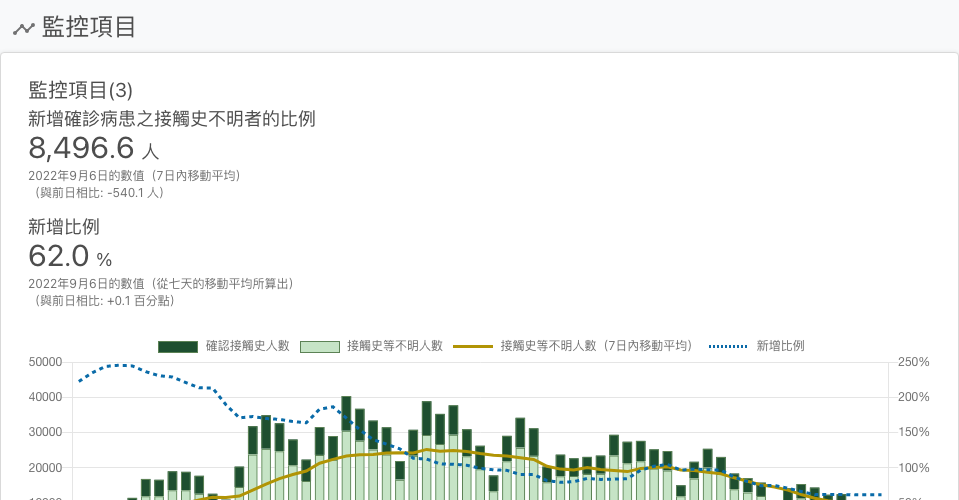 監控項目
監控項目(3)
新增確診病患之接觸史不明者的比例
8,496.6 人
2022年9月6日的數值（7日內移動平均）
（與前日相比: -540.1 人）
新增比例
62.0 %
2022年9月6日的數值（從七天的移動平均所算出）
（與前日相比: +0.1 百分點）
確認接觸史人數 接觸史等不明人數 接觸史等不明人數（7日內移動平均） 新增比例
50000 250%
40000 200%
30000 150%
20000 100%